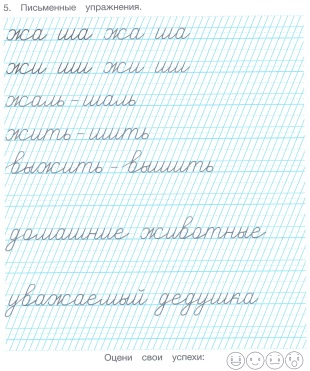 5. Письменные упражнения.
жа ша жа ша
жи ши жи ши
жаль – шаль
жить – шить
выжить – вышить
домашние животные
уважаемый дедушка
Оцени свои успехи: